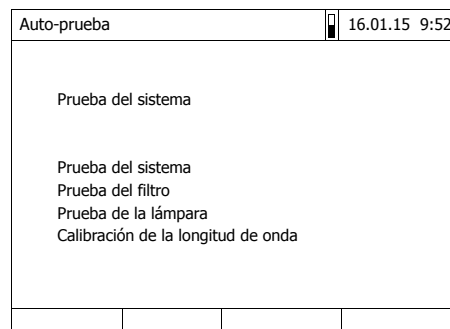 Auto-prueba 16.01.15 9:52
Prueba del sistema
Prueba del sistema
Prueba del filtro
Prueba de la lámpara
Calibración de la longitud de onda